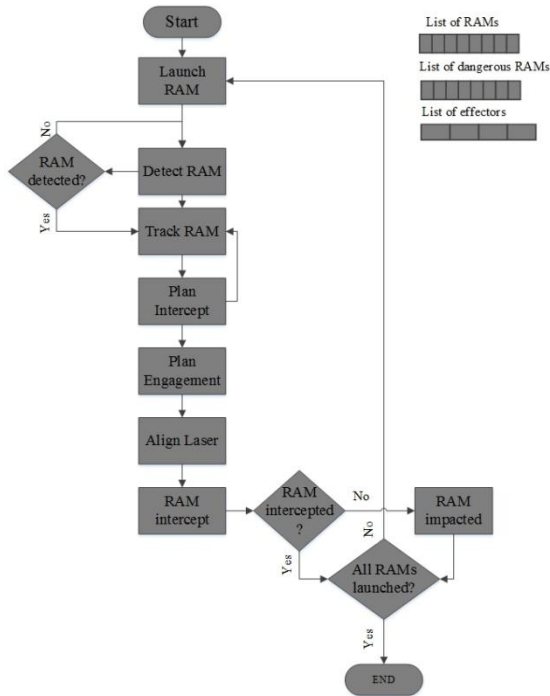 Start
List of RAMs
Launch
RAM
List of dangerous RAMs
List of effectors
No
RAM
detected?
Detect RAM
Yes
Track RAM
Plan
Intercept
Plan
Engagement
Align Laser
RAM
intercept
RAM
intercepted
?
No
RAM
impacted
No
Yes
All RAMs
launched?
Yes
END